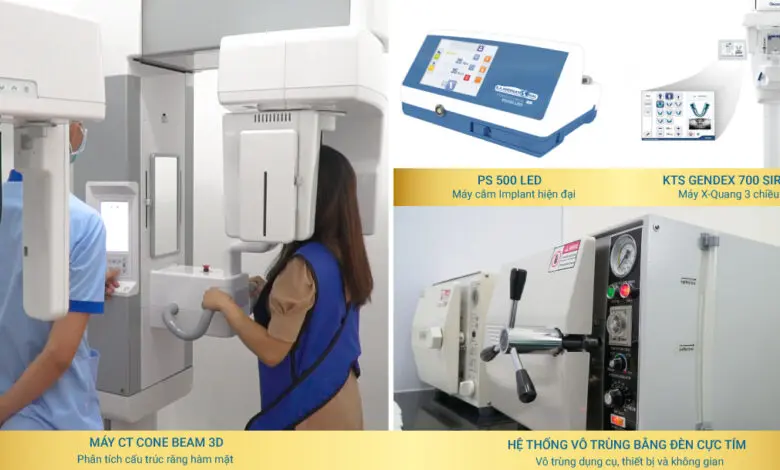 PS 500 LED
Máy cắm Implant hiện đại
KTS GENDEX 700 SIR
Máy X-Quang 3 chiều
MÁY CT CONE BEAM 3D
Phân tích cấu trúc răng hàm mặt
HỆ THỐNG VÔ TRÙNG BẰNG ĐÈN CỰC TÍM
Vô trùng dụng cụ, thiết bị và không gian